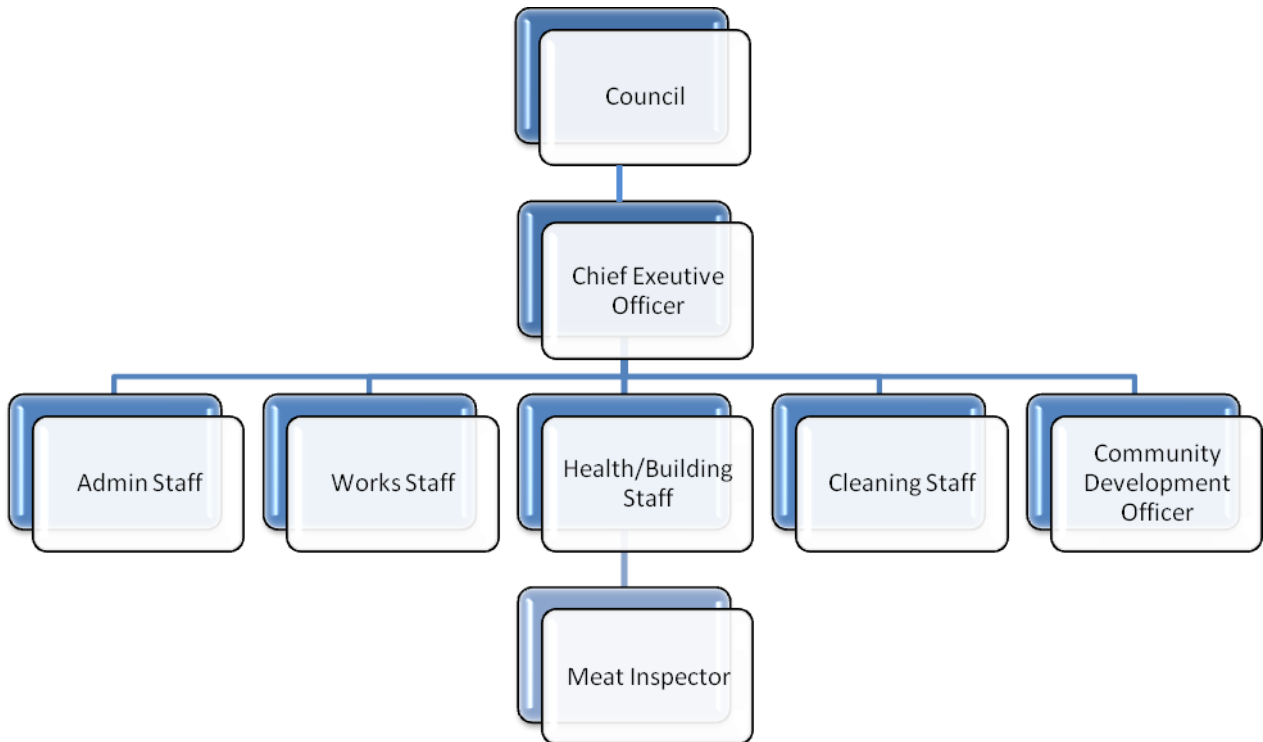 Council
Chief Exeutive
Officer
Admin Staff
Works Staff
Health/Building
Staff
Cleaning Staff
Community
Development
Officer
Meat Inspector